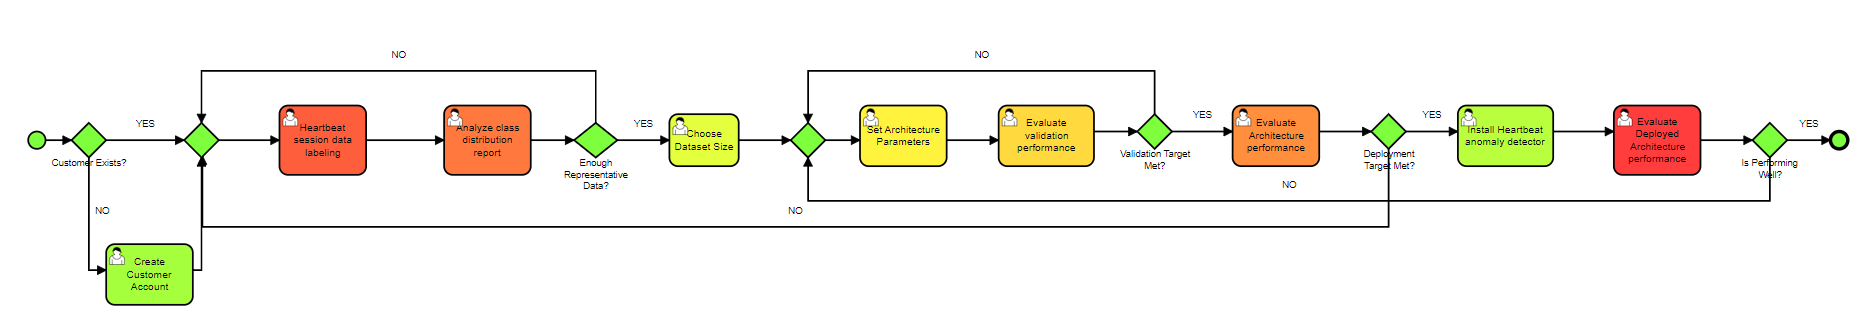 NO
NO
YES
YES
YES
YES
YES
Customer Exists?
Heartbeat
session data
labeling
Analyze class
distribution
report
Enough
Representative
Data?
Choose
Dataset Size
Set Architecture
Parameters
Evaluate
validation
performance
Validation Target
Met?
Evaluate
Architecture
performance
Deployment
Target Met?
Install Heartbeat
anomaly detector
Evaluate
Deployed
Architecture
performance
Is Performing
Well?
NO
NO
NO
Create
Customer
Account